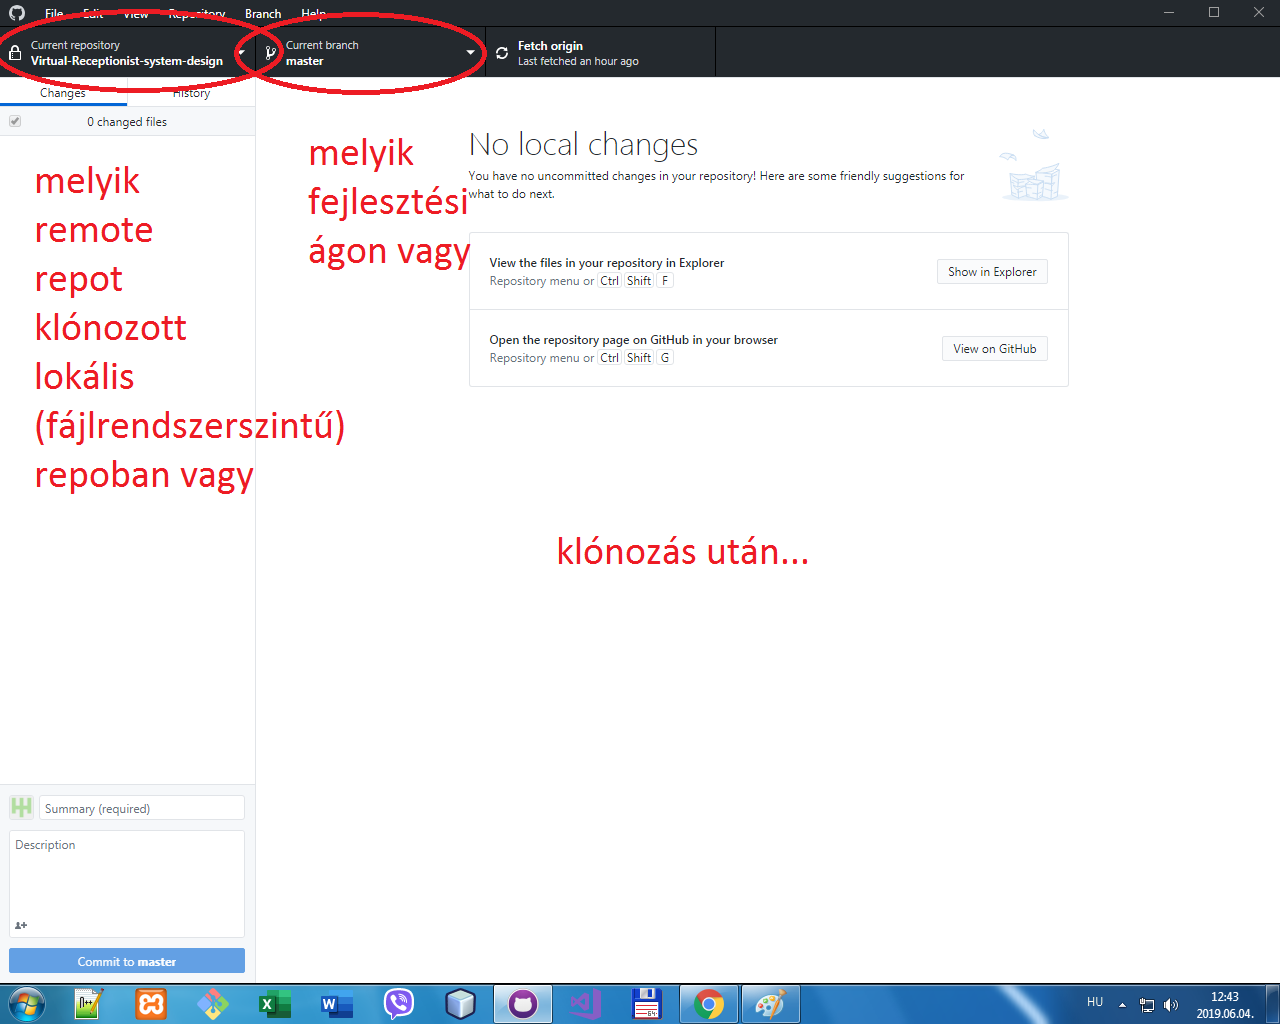 File Edit View Repository Branch Help
Current repository
Virtual-Receptionist-system-design
Current branch
master
Fetch origin
Last fetched an hour ago
Changes
History
0 changed files
melyik
remote
repot
klónozott
lokális
(fájlrendszerszintű)
repoban vagy
melyik
fejlesztési
ágon vagy
No local changes
You have no uncommitted changes in your repository! Here are some friendly suggestions for
what to do next.
View the files in your repository in Explorer
Repository menu or Ctrl Shift F
Show in Explorer
Open the repository page on GitHub in your browser
Repository menu or Ctrl Shift G
View on GitHub
klónozás után...
Summary (required)
Description
Commit to master
HU
12:43
2019.06.04.